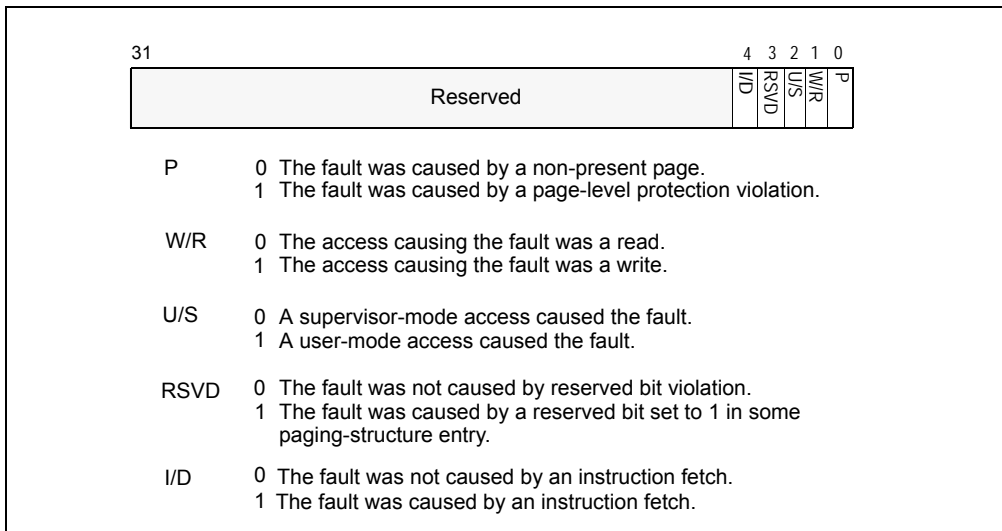 31 4 3 2 1 0
Reserved I/D RSVD U/S W/R P
P 0 The fault was caused by a non-present page.
1 The fault was caused by a page-level protection violation.
W/R 0 The access causing the fault was a read.
1 The access causing the fault was a write.
U/S 0 A supervisor-mode access caused the fault.
1 A user-mode access caused the fault.
RSVD 0 The fault was not caused by reserved bit violation.
1 The fault was caused by a reserved bit set to 1 in some
paging-structure entry.
I/D 0 The fault was not caused by an instruction fetch.
1 The fault was caused by an instruction fetch.